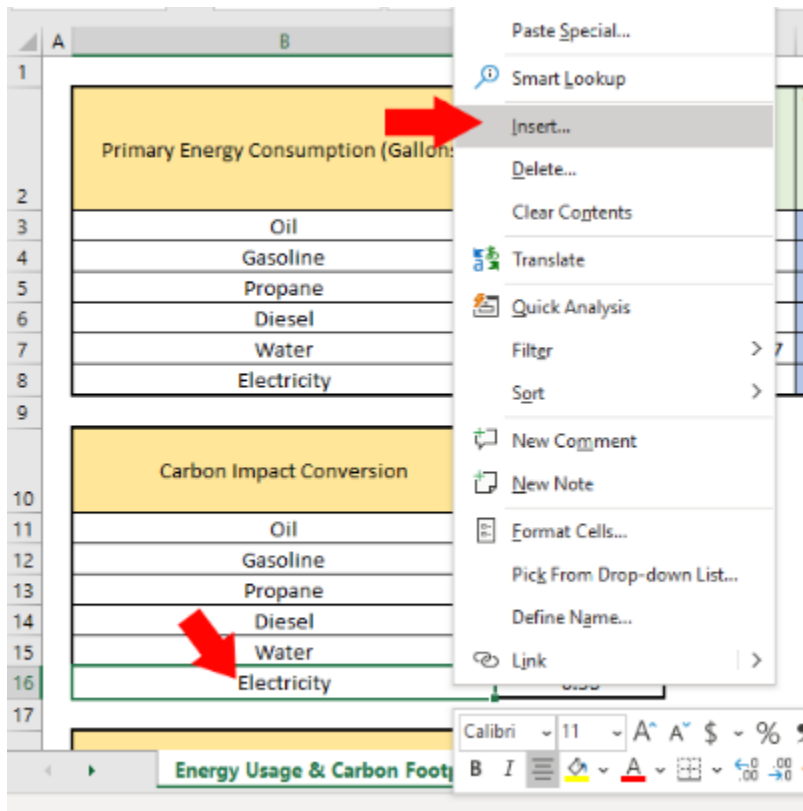 A B
1
Primary Energy Consumption (Gallons
2
3 Oil
4 Gasoline
5 Propane
6 Diesel
7 Water 7
8 Electricity
9
Carbon Impact Conversion
10
11 Oil
12 Gasoline
13 Propane
14 Diesel
15 Water
16 Electricity
17
Paste Special...
Smart Lookup
Insert...
Delete...
Clear Contents
Translate
Quick Analysis
Filter
Sort
New Comment
New Note
Format Cells...
Pick From Drop-down List...
Define Name...
Link
Calibri 11 A A $ %
B I A .00 .00
Energy Usage & Carbon Footp